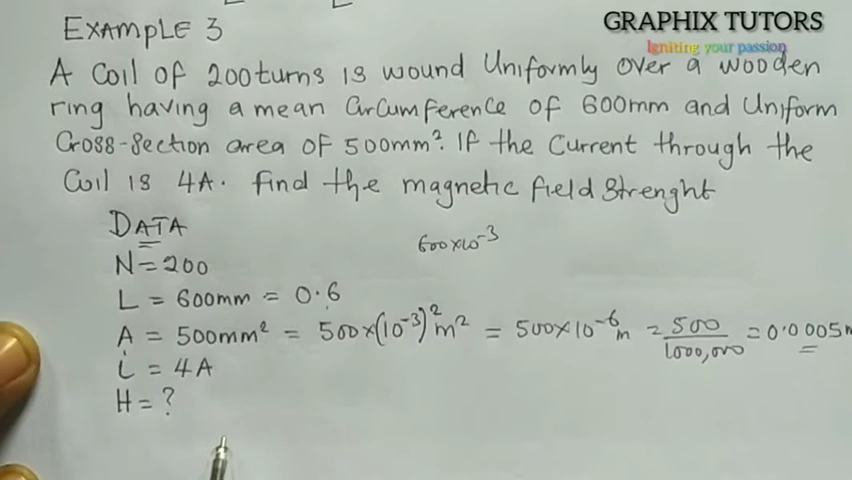 GRAPHIX TUTORS
Igniting your passion
EXAMPLE 3
A Coil of 200 turns is wound Uniformly over a wooden
ring having a mean Circumference of 600mm and Uniform
Cross-Section area of 500mm². If the Current through the
Coil is 4A. find the magnetic field Strenght
DATA
600×10⁻³
N = 200
L = 600mm = 0.6
A = 500mm² = 500×(10⁻³)²m² = 500×10⁻⁶m = 500/1000,000 = 0.0005m
i = 4A
H = ?